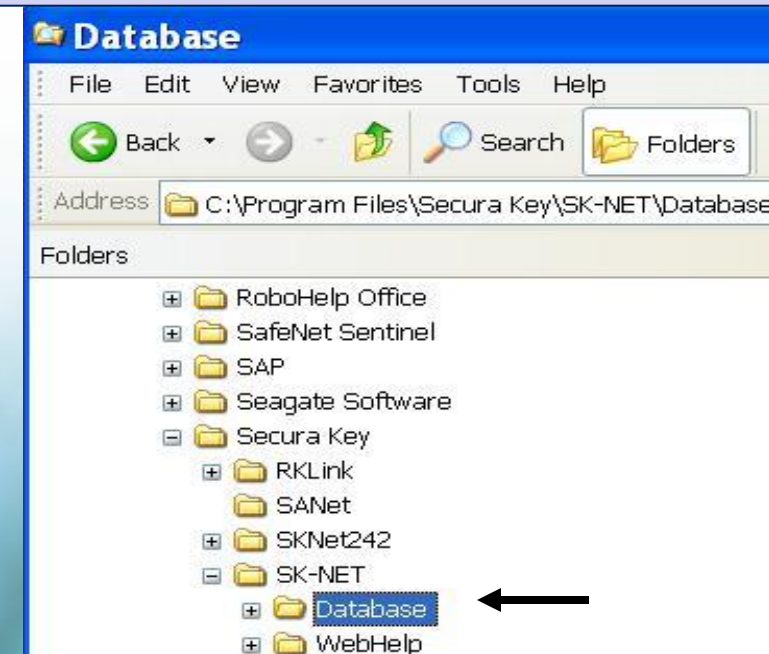 Database
File Edit View Favorites Tools Help
Back Search Folders
Address C:\Program Files\Secura Key\SK-NET\Database
Folders
RoboHelp Office
SafeNet Sentinel
SAP
Seagate Software
Secura Key
RKLink
SANet
SKNet242
SK-NET
Database
WebHelp